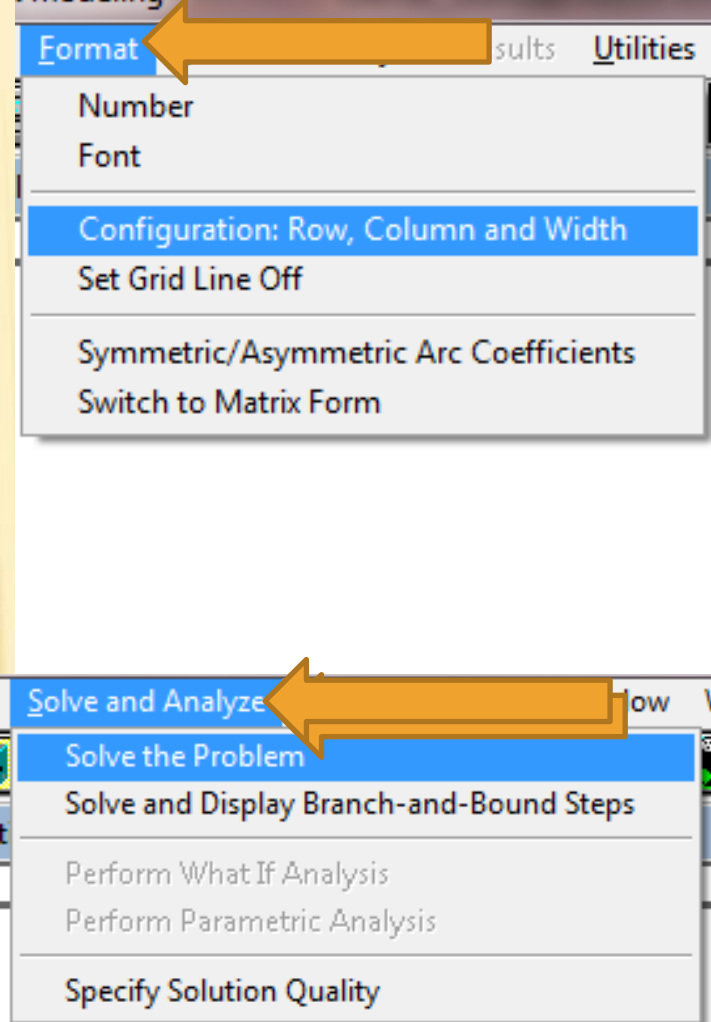 Format sults Utilities
Number
Font
Configuration: Row, Column and Width
Set Grid Line Off
Symmetric/Asymmetric Arc Coefficients
Switch to Matrix Form
Solve and Analyze low
Solve the Problem
Solve and Display Branch-and-Bound Steps
Perform What If Analysis
Perform Parametric Analysis
Specify Solution Quality